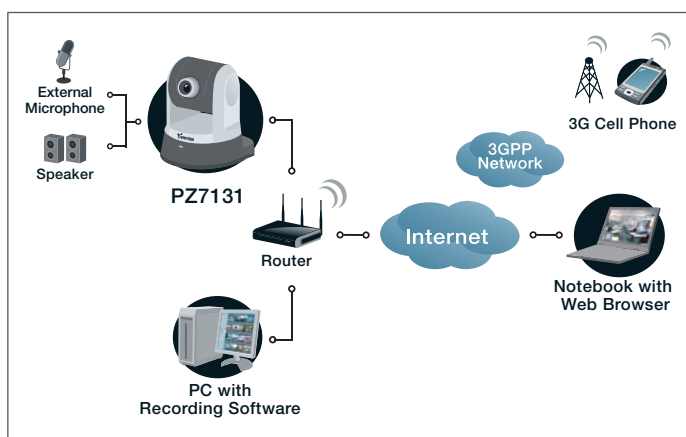 External
Microphone
Speaker
PZ7131
Router
PC with
Recording Software
Internet
3GPP
Network
3G Cell Phone
Notebook with
Web Browser